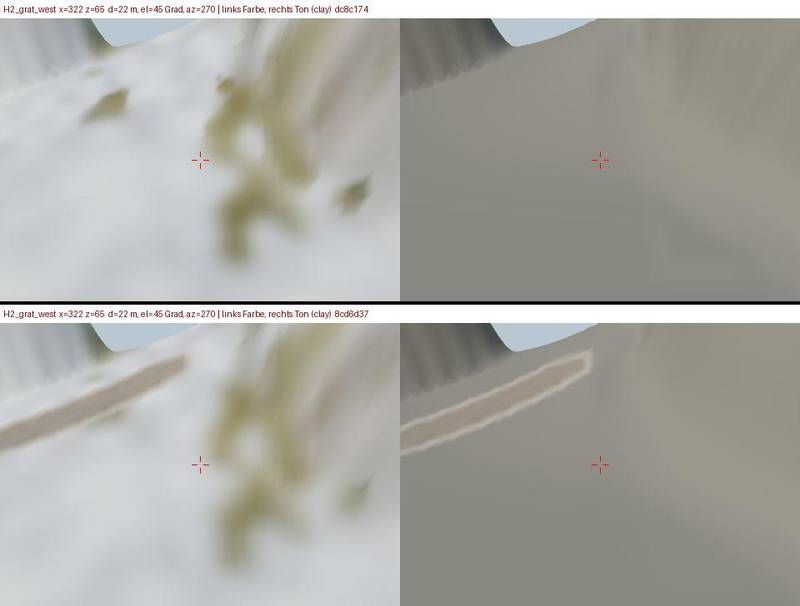 H2_grat_west x=322 z=65 d=22 m, el=45 Grad, az=270 | links Farbe, rechts Ton (clay) dc8c174
H2_grat_west x=322 z=65 d=22 m, el=45 Grad, az=270 | links Farbe, rechts Ton (clay) 8cd6d37